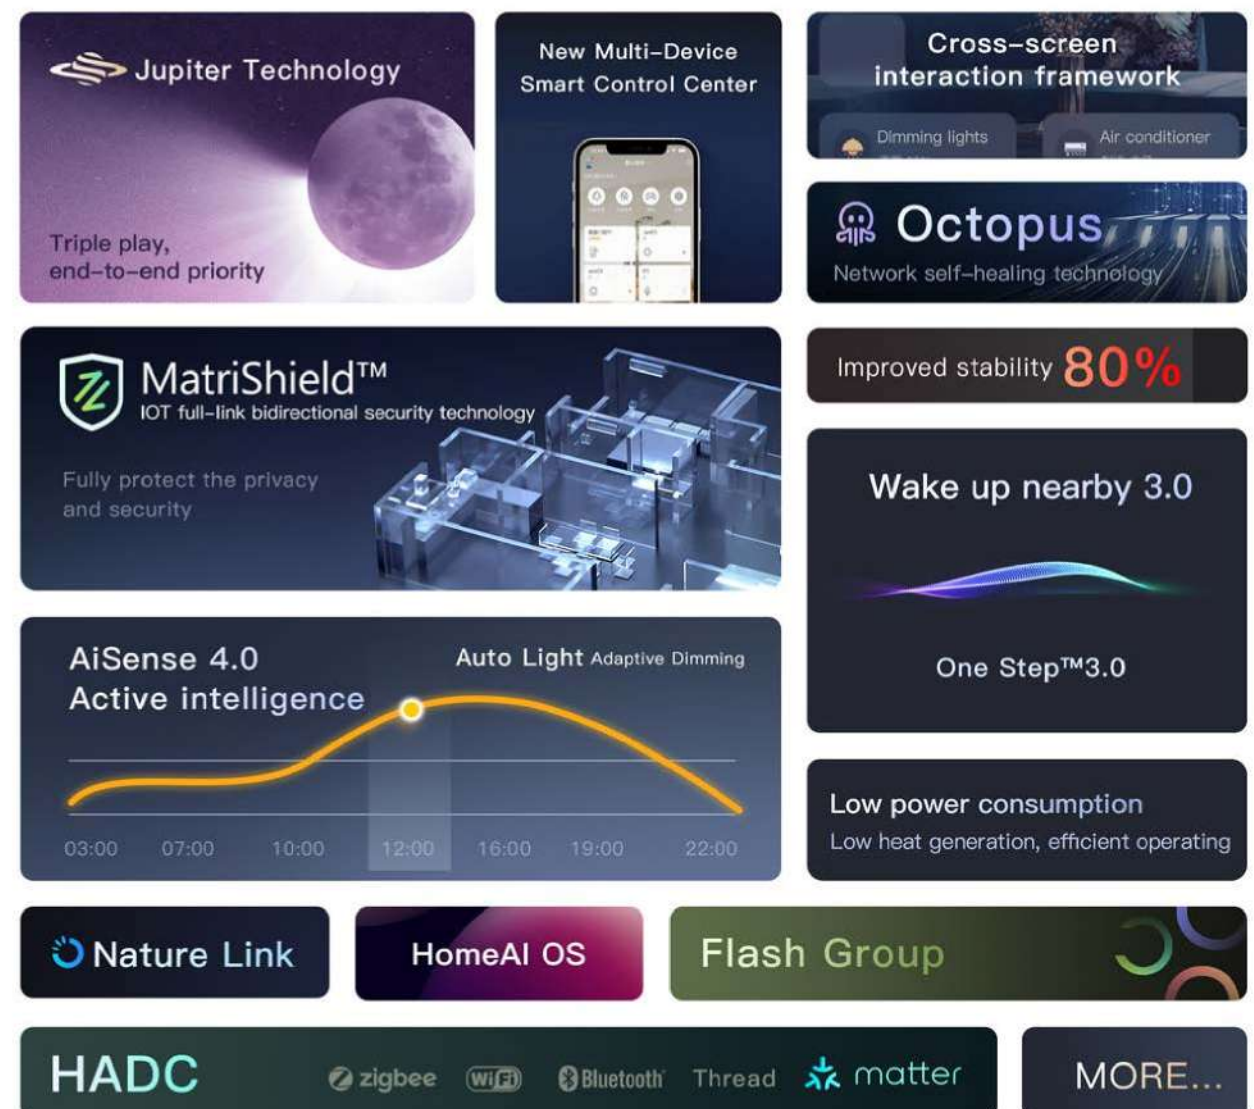 Jupiter Technology
Triple play,
end-to-end priority
New Multi-Device
Smart Control Center
Cross-screen
interaction framework
Dimming lights
Air conditioner
Octopus
Network self-healing technology
MatriShield™
IOT full-link bidirectional security technology
Fully protect the privacy
and security
Improved stability 80%
Wake up nearby 3.0
One Step™3.0
AiSense 4.0
Active intelligence
Auto Light Adaptive Dimming
03:00 07:00 10:00 12:00 16:00 19:00 22:00
Low power consumption
Low heat generation, efficient operating
Nature Link
HomeAI OS
Flash Group
HADC
zigbee
WiFi
Bluetooth
Thread
matter
MORE...